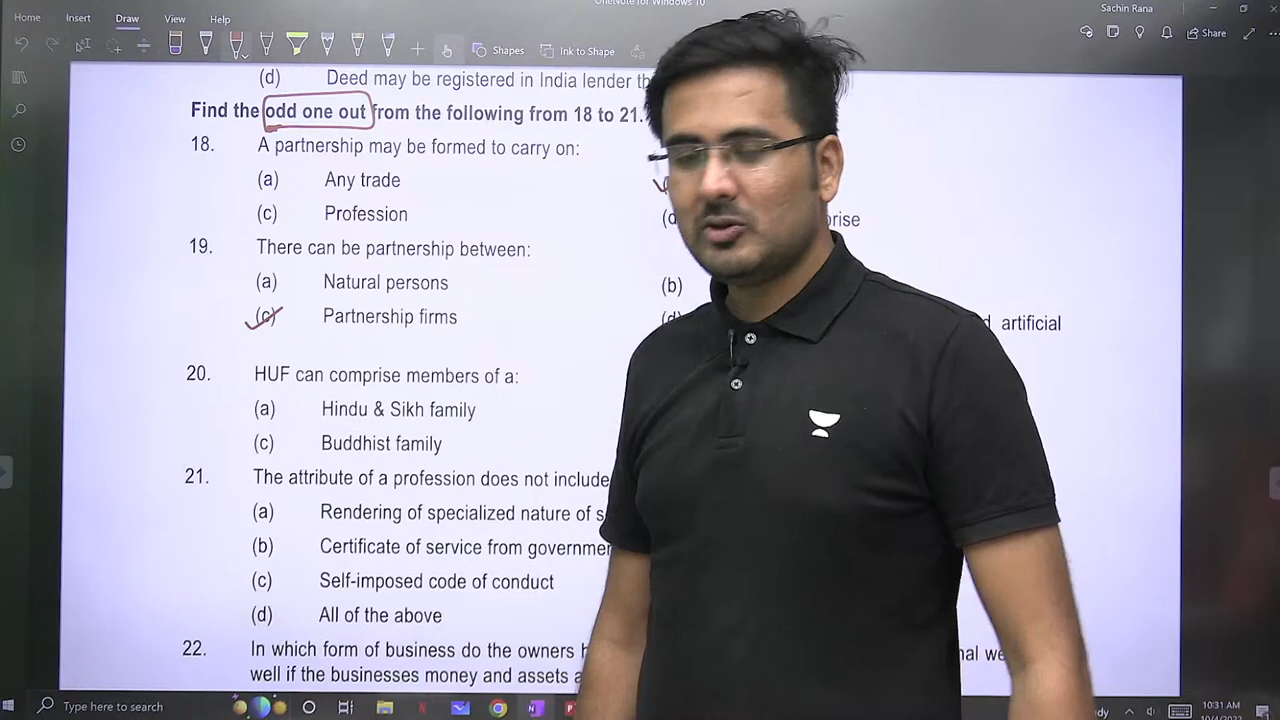 OneNote for Windows 10
Sachin Rana
Home Insert Draw View Help
Shapes Ink to Shape Share
(d) Deed may be registered in India lender
Find the odd one out from the following from 18 to 21.
18. A partnership may be formed to carry on:
(a) Any trade
(c) Profession
19. There can be partnership between:
(a) Natural persons (b)
(c) Partnership firms artificial
20. HUF can comprise members of a:
(a) Hindu & Sikh family
(c) Buddhist family
21. The attribute of a profession does not include
(a) Rendering of specialized nature of
(b) Certificate of service from
(c) Self-imposed code of conduct
(d) All of the above
22. In which form of business do the owners
well if the businesses money and assets
Type here to search
10:31 AM